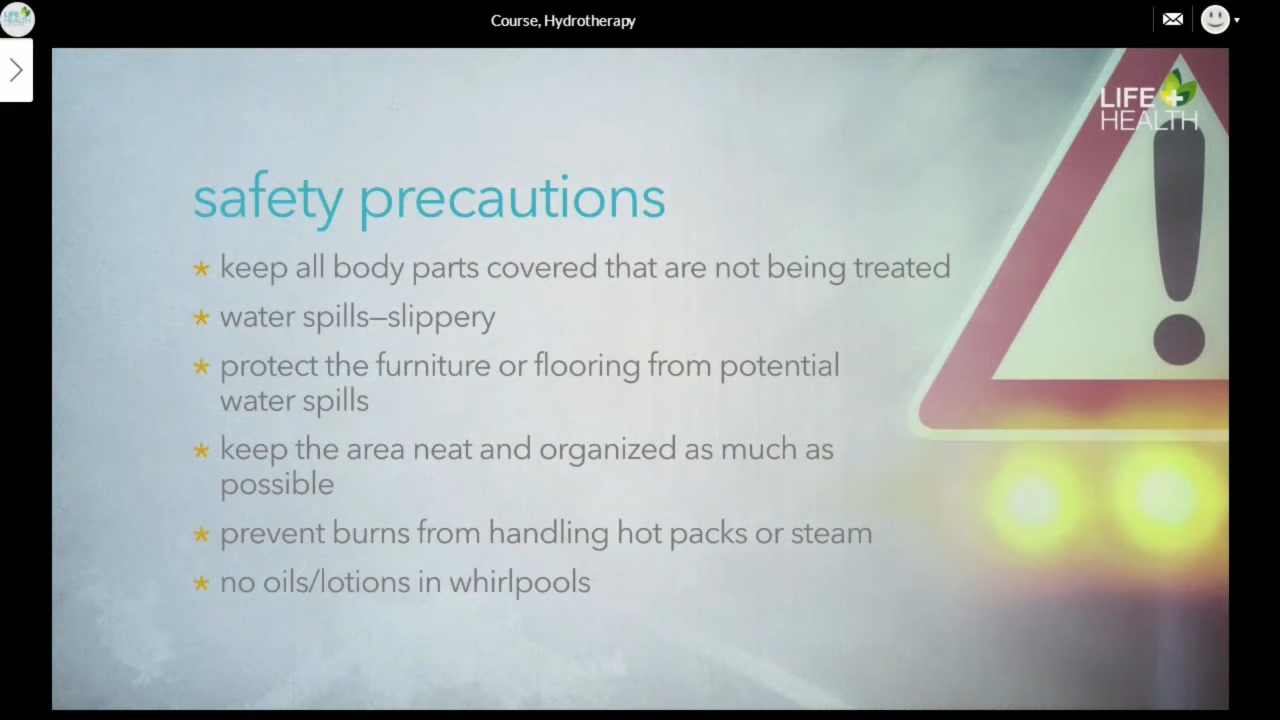 Course, Hydrotherapy
LIFE
HEALTH
safety precautions
* keep all body parts covered that are not being treated
* water spills—slippery
* protect the furniture or flooring from potential
water spills
* keep the area neat and organized as much as
possible
* prevent burns from handling hot packs or steam
* no oils/lotions in whirlpools